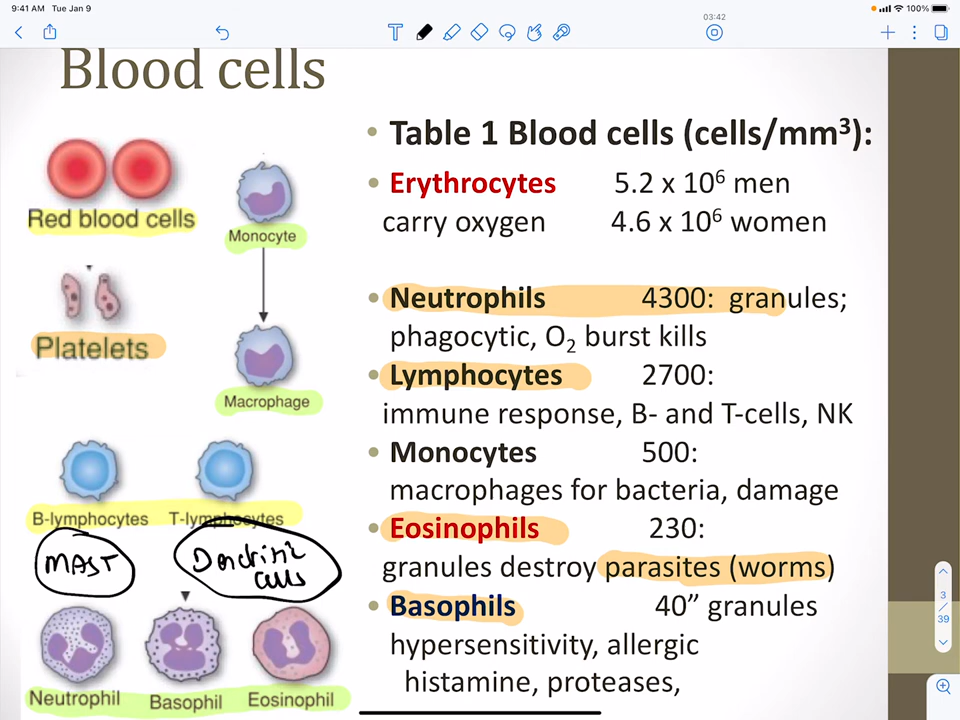 9:41 AM Tue Jan 9
100%
03:42
T
Blood cells
Red blood cells
Monocyte
Platelets
Macrophage
B-lymphocytes T-lymphocytes
MAST
Dendritic
cells
Neutrophil Basophil Eosinophil
• Table 1 Blood cells (cells/mm³):
• Erythrocytes 5.2 x 10⁶ men
carry oxygen 4.6 x 10⁶ women
• Neutrophils 4300: granules;
phagocytic, O₂ burst kills
• Lymphocytes 2700:
immune response, B- and T-cells, NK
• Monocytes 500:
macrophages for bacteria, damage
• Eosinophils 230:
granules destroy parasites (worms)
• Basophils 40” granules
hypersensitivity, allergic
histamine, proteases,
3
/
39